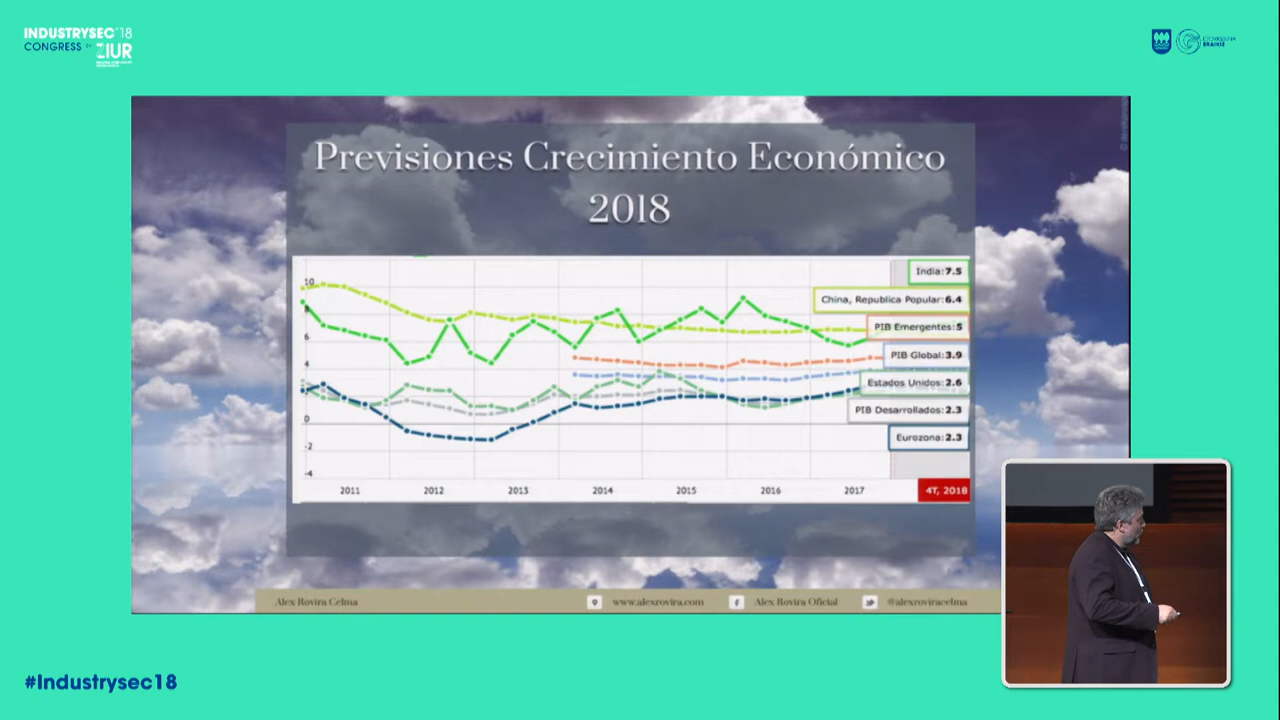 INDUSTRYSEC'18
CONGRESS BY ZIUR
Previsiones Crecimiento Económico
2018
10
8
6
4
2
0
-2
-4
India:7.5
China, Republica Popular:6.4
PIB Emergentes:5
PIB Global:3.9
Estados Unidos:2.6
PIB Desarrollados:2.3
Eurozona:2.3
2011
2012
2013
2014
2015
2016
2017
4T, 2018
Alex Rovira Celma
www.alexrovira.com
Alex Rovira Oficial
@alexroviracelma
#Industrysec18